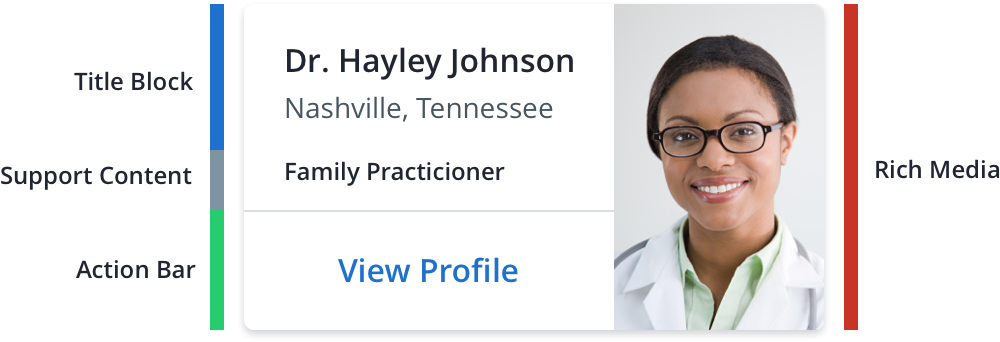 Title Block
Support Content
Action Bar
Dr. Hayley Johnson
Nashville, Tennessee
Family Practicioner
View Profile
Rich Media